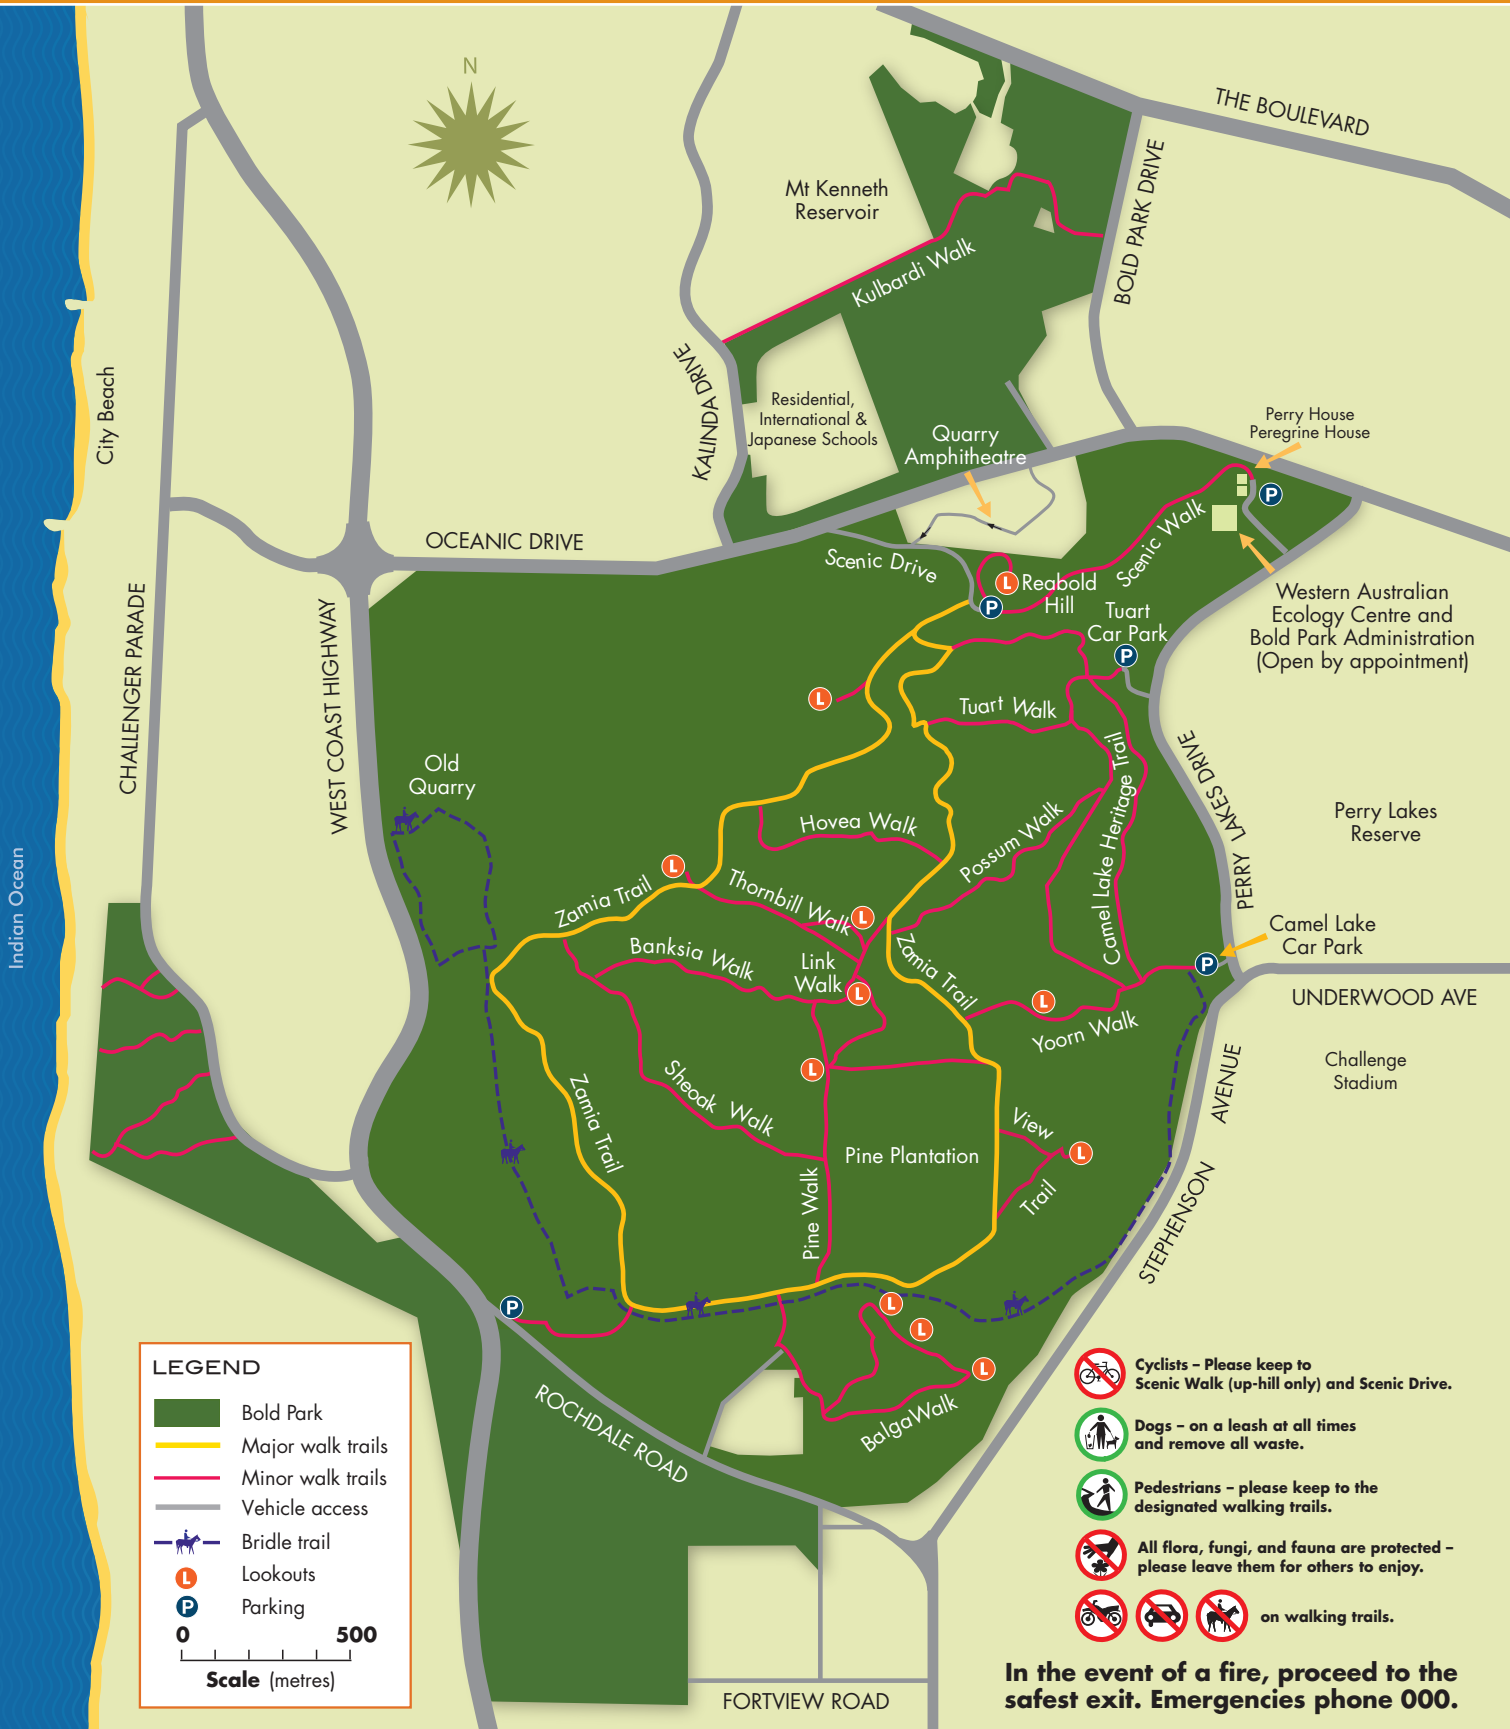 N
THE BOULEVARD
BOLD PARK DRIVE
Mt Kenneth
Reservoir
Kulbardi Walk
KALINDA DRIVE
City Beach
Residential,
International &
Japanese Schools
Quarry
Amphitheatre
Perry House
Peregrine House
P
OCEANIC DRIVE
Scenic Drive
Scenic Walk
L
Reabold
Hill
P
Tuart
Car Park
P
Western Australian
Ecology Centre and
Bold Park Administration
(Open by appointment)
CHALLENGER PARADE
WEST COAST HIGHWAY
L
Tuart Walk
Old
Quarry
Camel Lake Heritage Trail
PERRY LAKES DRIVE
Perry Lakes
Reserve
Hovea Walk
Possum Walk
Indian Ocean
L
Zamia Trail
Thornbill Walk
L
Banksia Walk
Link
Walk
L
Zamia Trail
Camel Lake
Car Park
P
UNDERWOOD AVE
L
Yoorn Walk
Challenge
Stadium
L
Zamia Trail
Sheoak Walk
View
Trail
L
Pine Plantation
Pine Walk
STEPHENSON AVENUE
P
L
L
L
Balga Walk
ROCHDALE ROAD
FORTVIEW ROAD
LEGEND
Bold Park
Major walk trails
Minor walk trails
Vehicle access
Bridle trail
L
Lookouts
P
Parking
0 500
Scale (metres)
Cyclists – Please keep to
Scenic Walk (up-hill only) and Scenic Drive.
Dogs – on a leash at all times
and remove all waste.
Pedestrians – please keep to the
designated walking trails.
All flora, fungi, and fauna are protected –
please leave them for others to enjoy.
on walking trails.
In the event of a fire, proceed to the
safest exit. Emergencies phone 000.